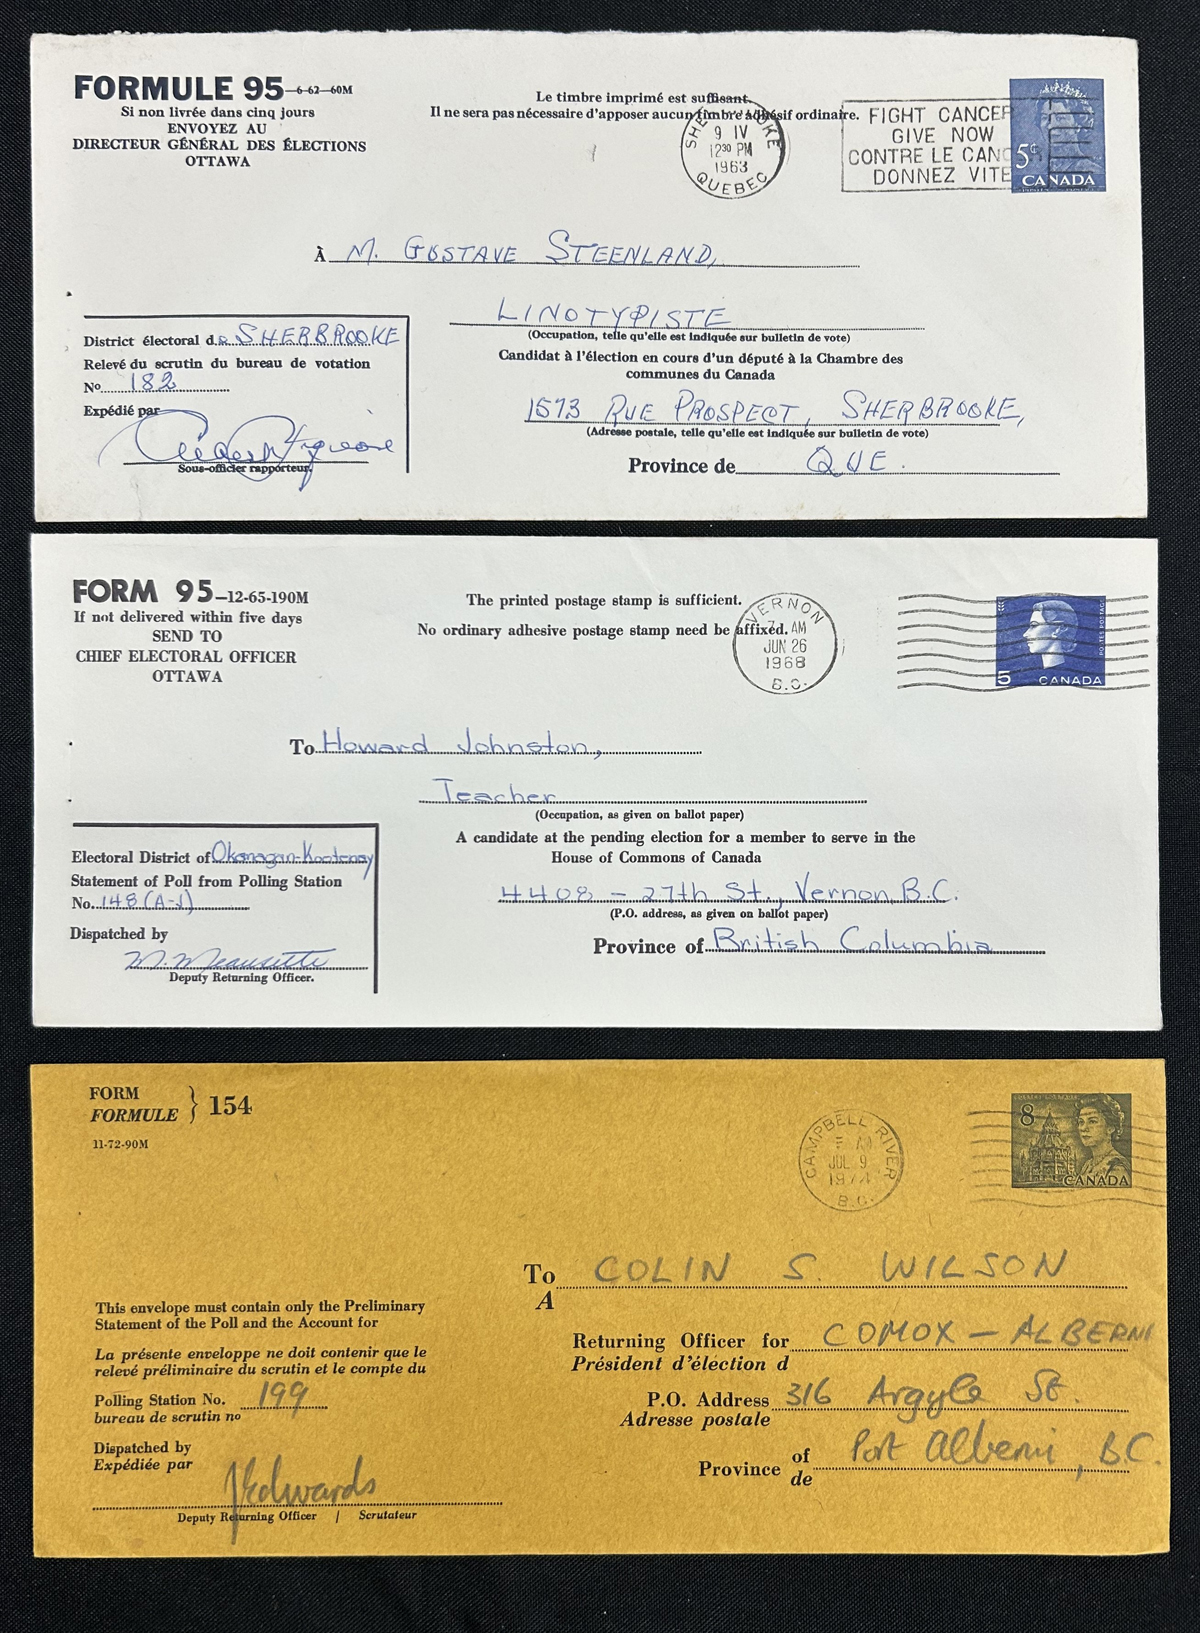 FORMULE 95—6-62—60M
Si non livrée dans cinq jours
ENVOYEZ AU
DIRECTEUR GÉNÉRAL DES ÉLECTIONS
OTTAWA
Le timbre imprimé est suffisant.
Il ne sera pas nécessaire d'apposer aucun timbre adhésif ordinaire.
SHERBROOKE
9 IV
12³⁰ PM
1963
QUEBEC
FIGHT CANCER
GIVE NOW
CONTRE LE CANC
DONNEZ VITE
5¢
CANADA
À M. GUSTAVE STEENLAND,
LINOTYPISTE
(Occupation, telle qu'elle est indiquée sur bulletin de vote)
Candidat à l'élection en cours d'un député à la Chambre des
communes du Canada
1573 RUE PROSPECT, SHERBROOKE,
(Adresse postale, telle qu'elle est indiquée sur bulletin de vote)
Province de QUE.
District électoral de SHERBROOKE
Relevé du scrutin du bureau de votation
No 182
Expédié par
Sous-officier rapporteur.
FORM 95—12-65-190M
If not delivered within five days
SEND TO
CHIEF ELECTORAL OFFICER
OTTAWA
The printed postage stamp is sufficient.
No ordinary adhesive postage stamp need be affixed.
VERNON
7 AM
JUN 26
1968
B.C.
POSTES POSTAGE
5 CANADA
To Howard Johnston,
Teacher
(Occupation, as given on ballot paper)
A candidate at the pending election for a member to serve in the
House of Commons of Canada
4408 - 27th St., Vernon, B.C.
(P.O. address, as given on ballot paper)
Province of British Columbia
Electoral District of Okanagan-Kootenay
Statement of Poll from Polling Station
No. 148 (A-J)
Dispatched by
Deputy Returning Officer.
FORM
FORMULE } 154
11-72-90M
CAMPBELL RIVER
JUL 9
1974
B.C.
8
CANADA
To COLIN S. WILSON
A
Returning Officer for COMOX — ALBERNI
Président d'élection d
P.O. Address 316 Argyle St.
Adresse postale
Province of Port Alberni, B.C.
de
This envelope must contain only the Preliminary
Statement of the Poll and the Account for
La présente enveloppe ne doit contenir que le
relevé préliminaire du scrutin et le compte du
Polling Station No. 199
bureau de scrutin no
Dispatched by
Expédiée par
J Edwards
Deputy Returning Officer | Scrutateur